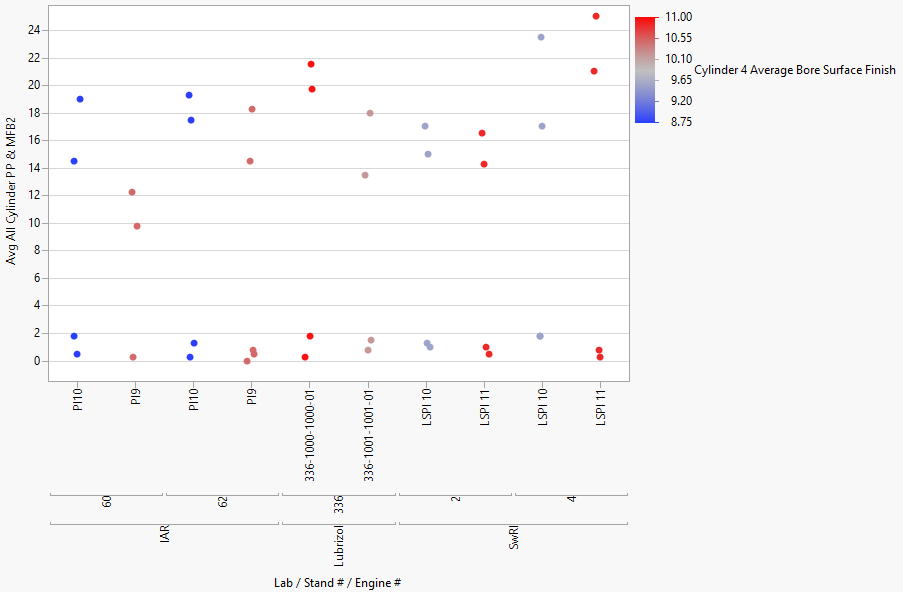 24
22
20
18
16
14
12
10
8
6
4
2
0
Avg All Cylinder PP & MFB2
11.00
10.55
10.10
9.65
9.20
8.75
Cylinder 4 Average Bore Surface Finish
PI10
PI9
PI10
PI9
336-1000-1000-01
336-1001-1001-01
LSPI 10
LSPI 11
LSPI 10
LSPI 11
60
62
336
2
4
IAR
Lubrizol
SwRI
Lab / Stand # / Engine #